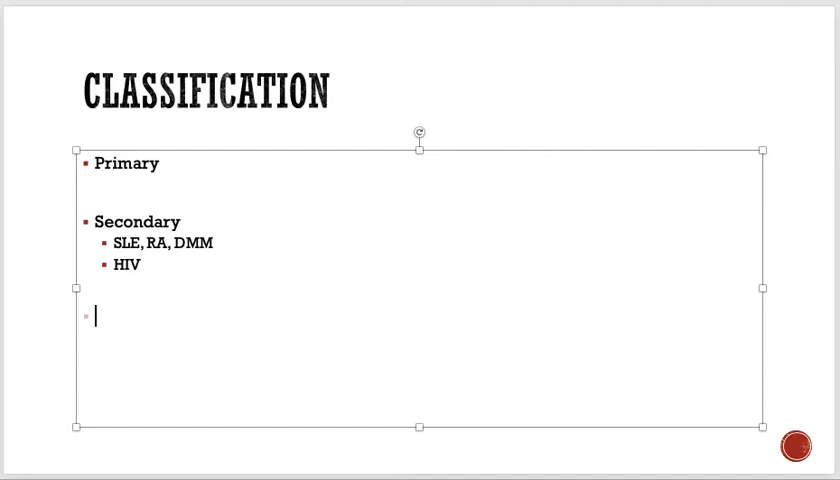 CLASSIFICATION
Primary
Secondary
SLE, RA, DMM
HIV